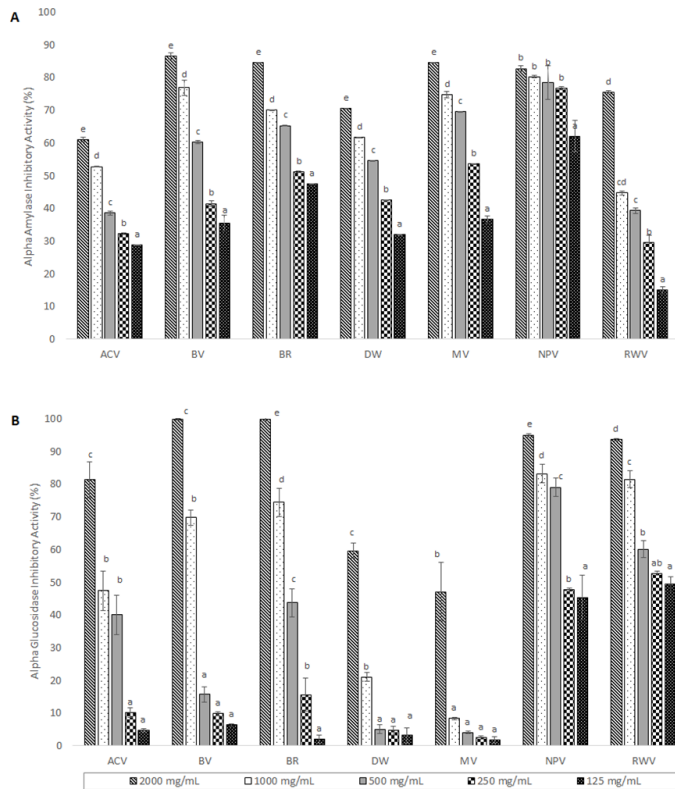 A
Alpha Amylase Inhibitory Activity (%)
100
90
80
70
60
50
40
30
20
10
0
e d c b a
e d c b a
e d c b a
e d c b a
e d c b a
b b b b a
d cd c b a
ACV BV BR DW MV NPV RWV
B
Alpha Glucosidase Inhibitory Activity (%)
100
90
80
70
60
50
40
30
20
10
0
c b b a a
c b a a a
e d c b a
c b a a a
b a a a a
e d c b a
d c b ab a
ACV BV BR DW MV NPV RWV
2000 mg/mL 1000 mg/mL 500 mg/mL 250 mg/mL 125 mg/mL